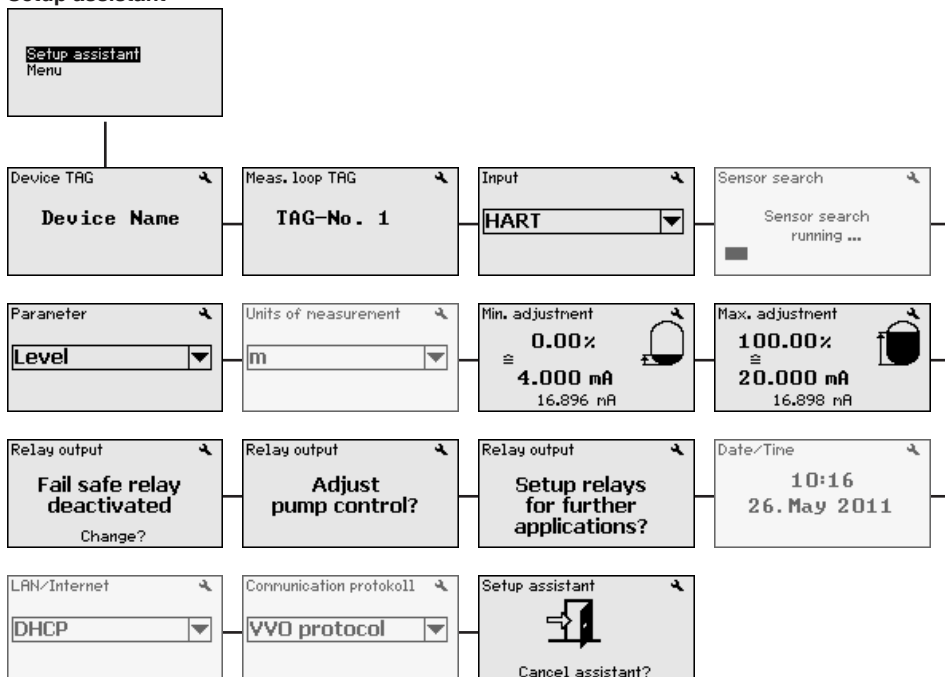 Setup assistant
Setup assistant
Menu
Device TAG
Device Name
Meas. loop TAG
TAG-No. 1
Input
HART
Sensor search
Sensor search
running ...
Parameter
Level
Units of measurement
m
Min. adjustment
0.00%
≙
4.000 mA
16.896 mA
Max. adjustment
100.00%
≙
20.000 mA
16.898 mA
Relay output
Fail safe relay
deactivated
Change?
Relay output
Adjust
pump control?
Relay output
Setup relays
for further
applications?
Date/Time
10:16
26. May 2011
LAN/Internet
DHCP
Communication protokoll
VVO protocol
Setup assistant
Cancel assistant?